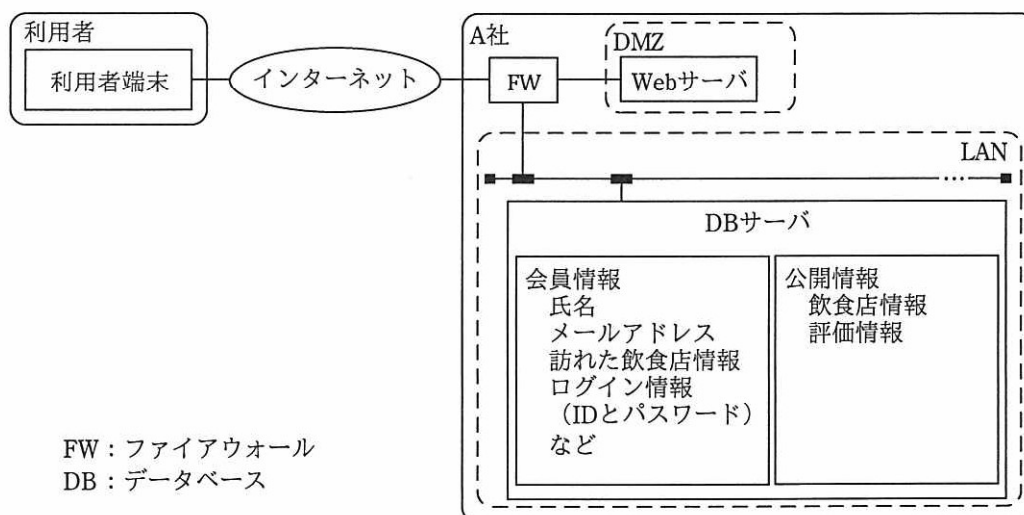 利用者
利用者端末
インターネット
A社
FW
DMZ
Webサーバ
LAN
…
DBサーバ
会員情報
氏名
メールアドレス
訪れた飲食店情報
ログイン情報
（IDとパスワード）
など
公開情報
飲食店情報
評価情報
FW：ファイアウォール
DB：データベース